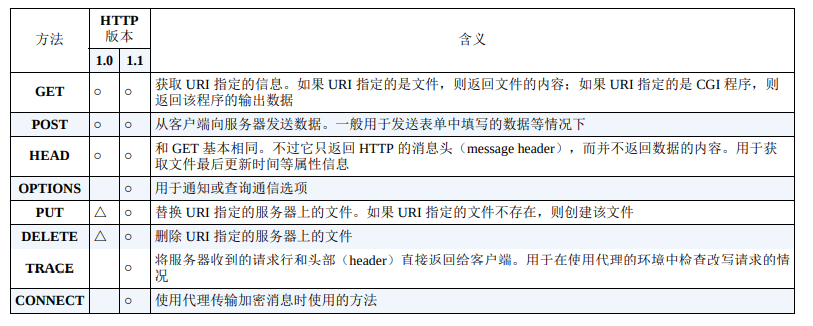 方法 HTTP 版本 含义
1.0 1.1
GET ○ ○ 获取 URI 指定的信息。如果 URI 指定的是文件，则返回文件的内容；如果 URI 指定的是 CGI 程序，则
返回该程序的输出数据
POST ○ ○ 从客户端向服务器发送数据。一般用于发送表单中填写的数据等情况下
HEAD ○ ○ 和 GET 基本相同。不过它只返回 HTTP 的消息头（message header），而并不返回数据的内容。用于获
取文件最后更新时间等属性信息
OPTIONS ○ 用于通知或查询通信选项
PUT △ ○ 替换 URI 指定的服务器上的文件。如果 URI 指定的文件不存在，则创建该文件
DELETE △ ○ 删除 URI 指定的服务器上的文件
TRACE ○ 将服务器收到的请求行和头部（header）直接返回给客户端。用于在使用代理的环境中检查改写请求的情
况
CONNECT ○ 使用代理传输加密消息时使用的方法